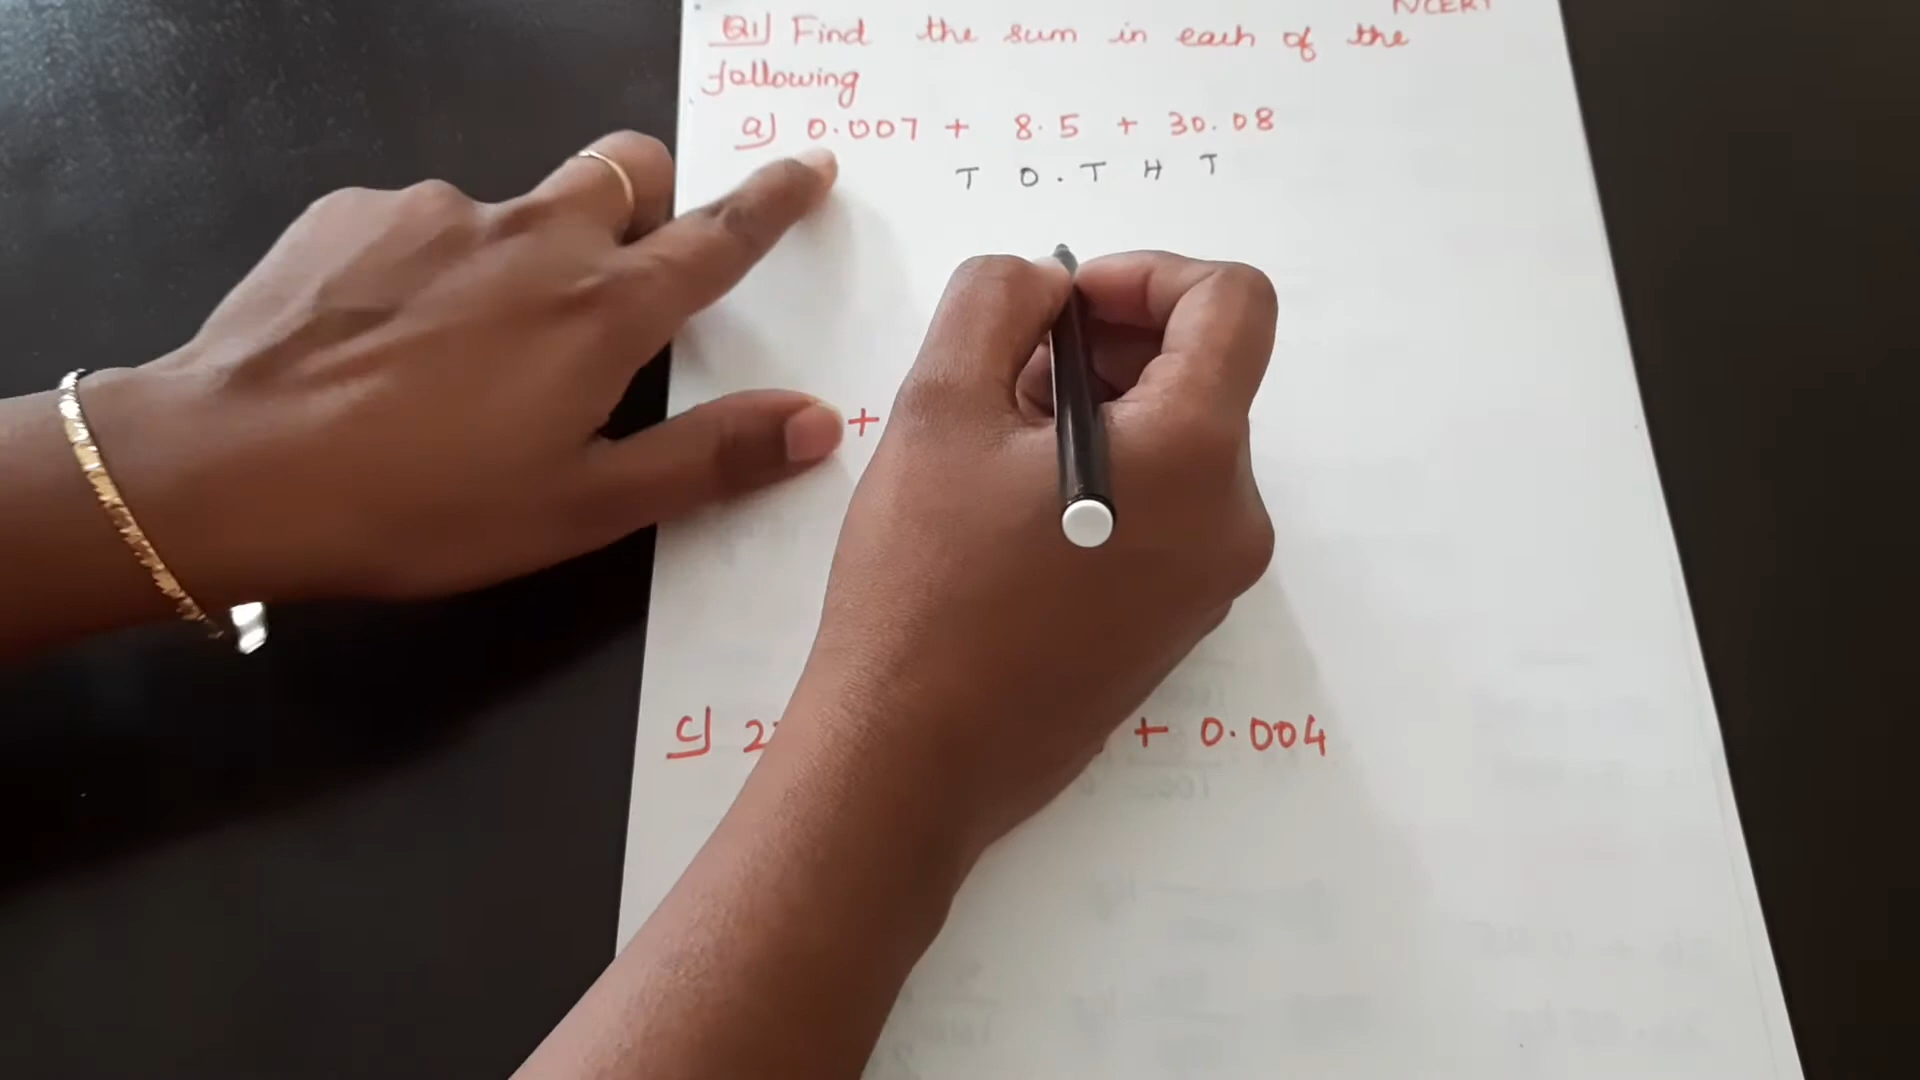 NCERT
Q1) Find the sum in each of the
following
a) 0.007 + 8.5 + 30.08
T O . T H T
+
c) 2 + 0.004